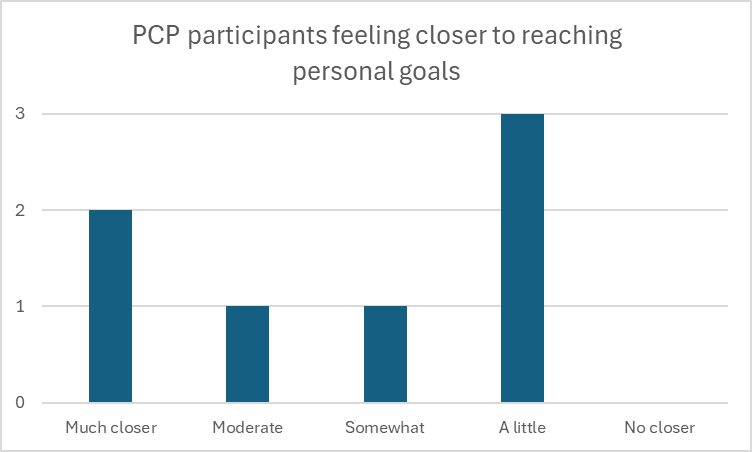 PCP participants feeling closer to reaching
personal goals
3
2
1
0
Much closer
Moderate
Somewhat
A little
No closer